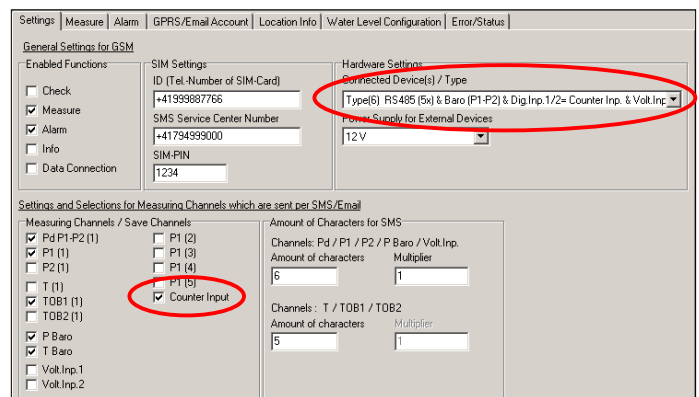 Settings Measure Alarm GPRS/Email Account Location Info Water Level Configuration Error/Status
General Settings for GSM
Enabled Functions
Check
Measure
Alarm
Info
Data Connection
SIM Settings
ID (Tel.-Number of SIM-Card)
+41999887766
SMS Service Center Number
+41794999000
SIM-PIN
1234
Hardware Settings
Connected Device(s) / Type
Type(6) RS485 (5x) & Baro (P1-P2) & Dig.Inp.1/2= Counter Inp. & Volt.Inp
Power Supply for External Devices
12 V
Settings and Selections for Measuring Channels which are sent per SMS/Email
Measuring Channels / Save Channels
Pd P1-P2 (1)
P1 (1)
P2 (1)
T (1)
TOB1 (1)
TOB2 (1)
P Baro
T Baro
Volt.Inp.1
Volt.Inp.2
P1 (2)
P1 (3)
P1 (4)
P1 (5)
Counter Input
Amount of Characters for SMS
Channels: Pd / P1 / P2 / P Baro / Volt.Inp.
Amount of characters Multiplier
6 1
Channels : T / TOB1 / TOB2
Amount of characters Multiplier
5 1